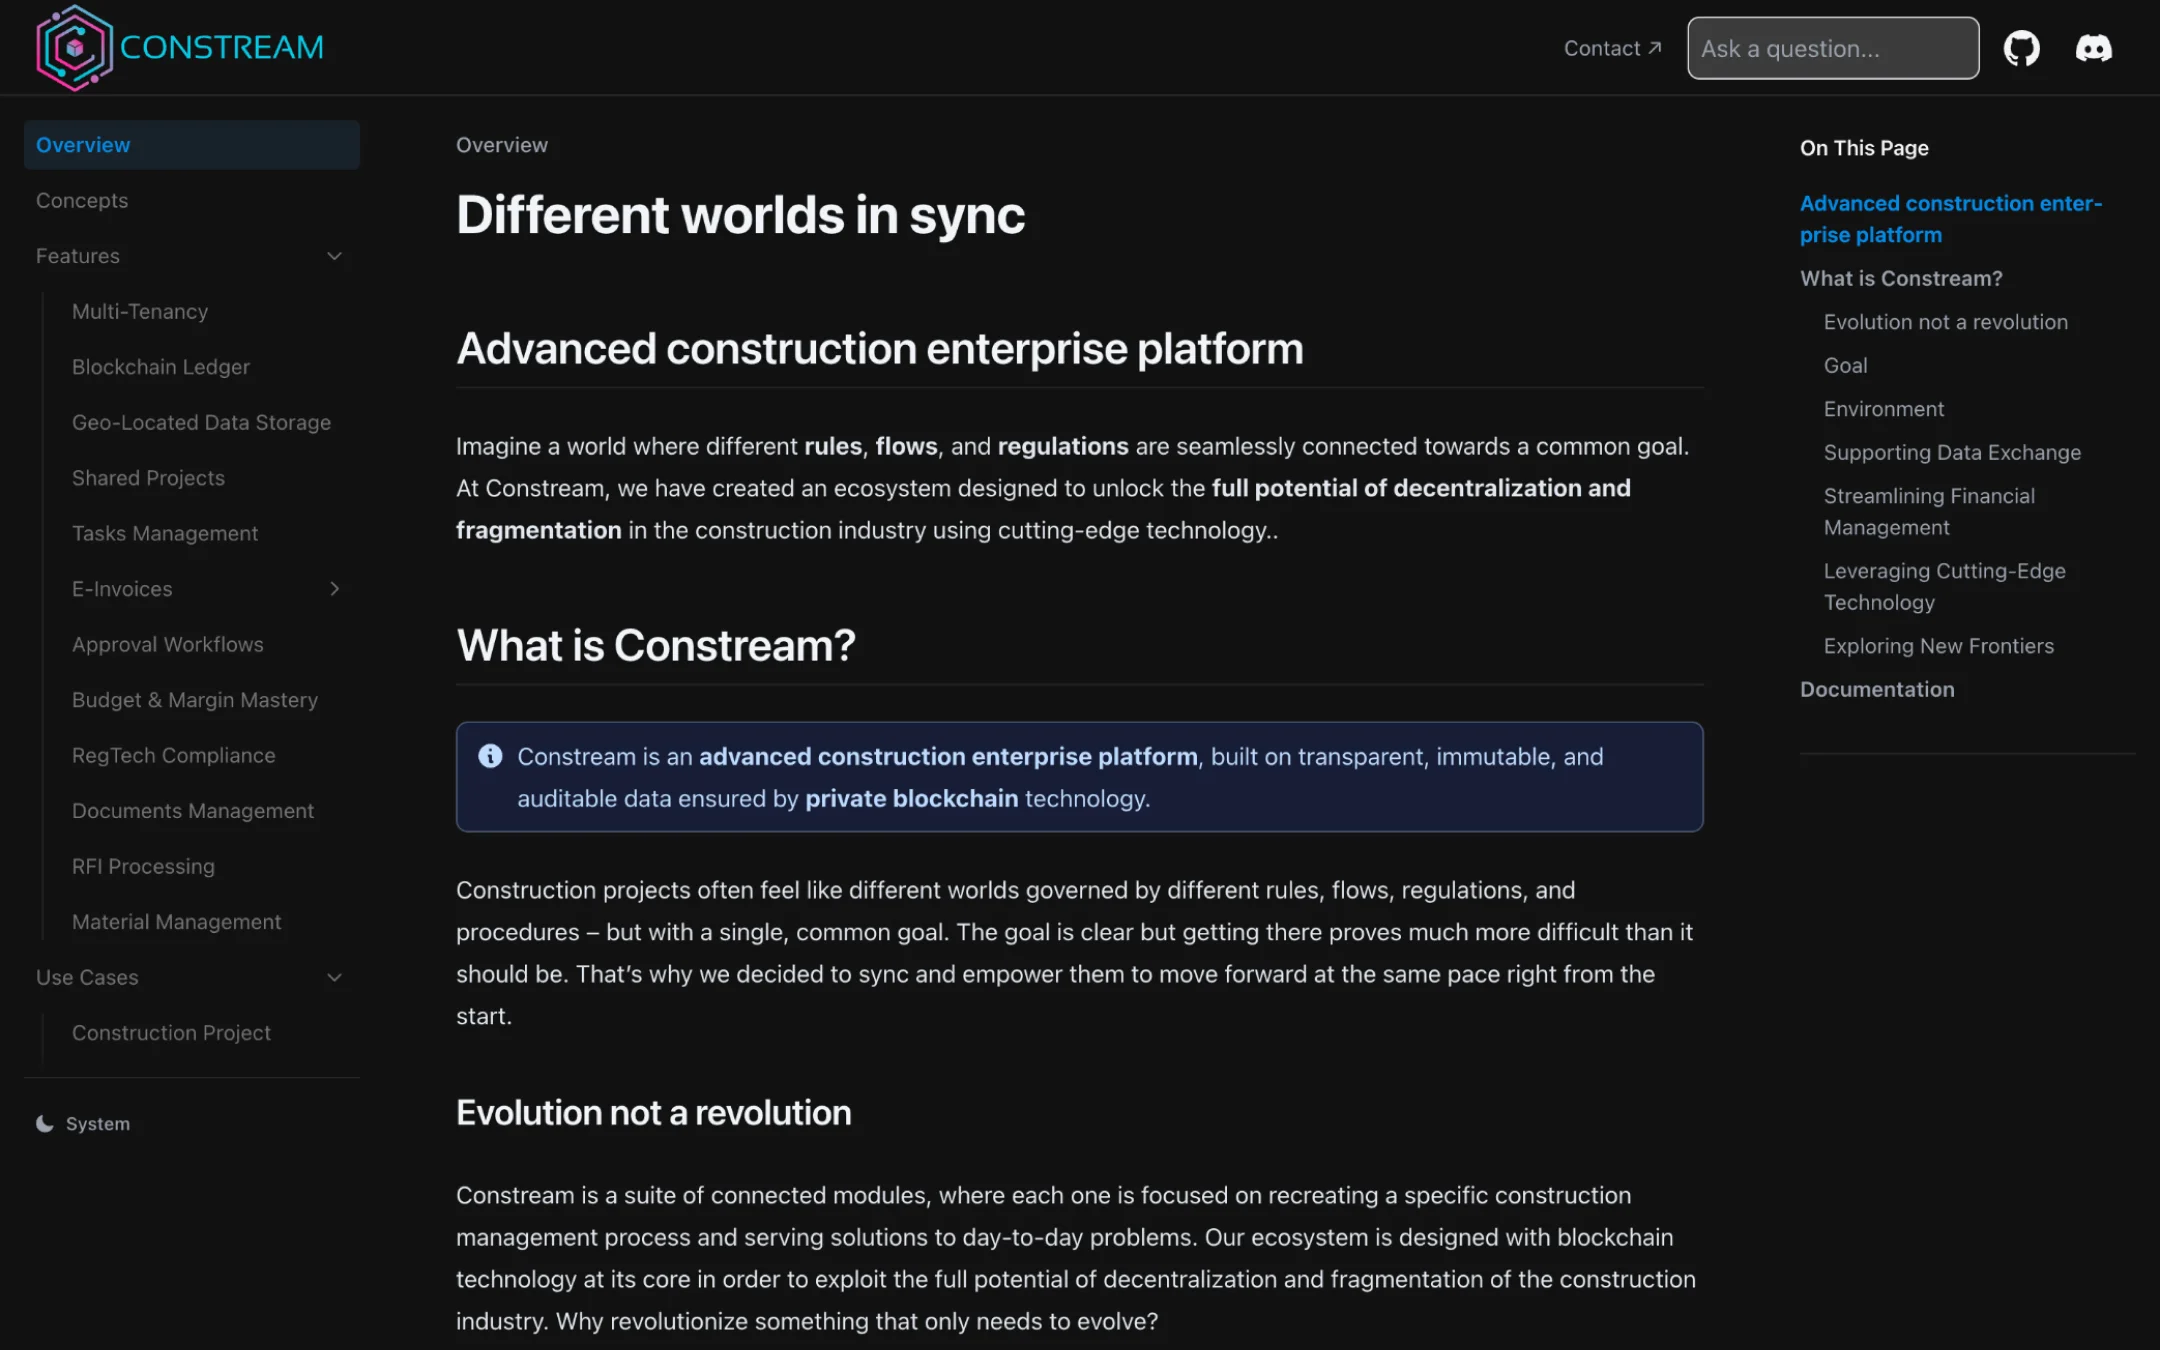 CONSTREAM
Contact ↗
Ask a question...
Overview
Concepts
Features
Multi-Tenancy
Blockchain Ledger
Geo-Located Data Storage
Shared Projects
Tasks Management
E-Invoices
Approval Workflows
Budget & Margin Mastery
RegTech Compliance
Documents Management
RFI Processing
Material Management
Use Cases
Construction Project
System
Overview
Different worlds in sync
Advanced construction enterprise platform
Imagine a world where different rules, flows, and regulations are seamlessly connected towards a common goal.
At Constream, we have created an ecosystem designed to unlock the full potential of decentralization and
fragmentation in the construction industry using cutting-edge technology..
What is Constream?
Constream is an advanced construction enterprise platform, built on transparent, immutable, and
auditable data ensured by private blockchain technology.
Construction projects often feel like different worlds governed by different rules, flows, regulations, and
procedures – but with a single, common goal. The goal is clear but getting there proves much more difficult than it
should be. That’s why we decided to sync and empower them to move forward at the same pace right from the
start.
Evolution not a revolution
Constream is a suite of connected modules, where each one is focused on recreating a specific construction
management process and serving solutions to day-to-day problems. Our ecosystem is designed with blockchain
technology at its core in order to exploit the full potential of decentralization and fragmentation of the construction
industry. Why revolutionize something that only needs to evolve?
On This Page
Advanced construction enter-
prise platform
What is Constream?
Evolution not a revolution
Goal
Environment
Supporting Data Exchange
Streamlining Financial
Management
Leveraging Cutting-Edge
Technology
Exploring New Frontiers
Documentation